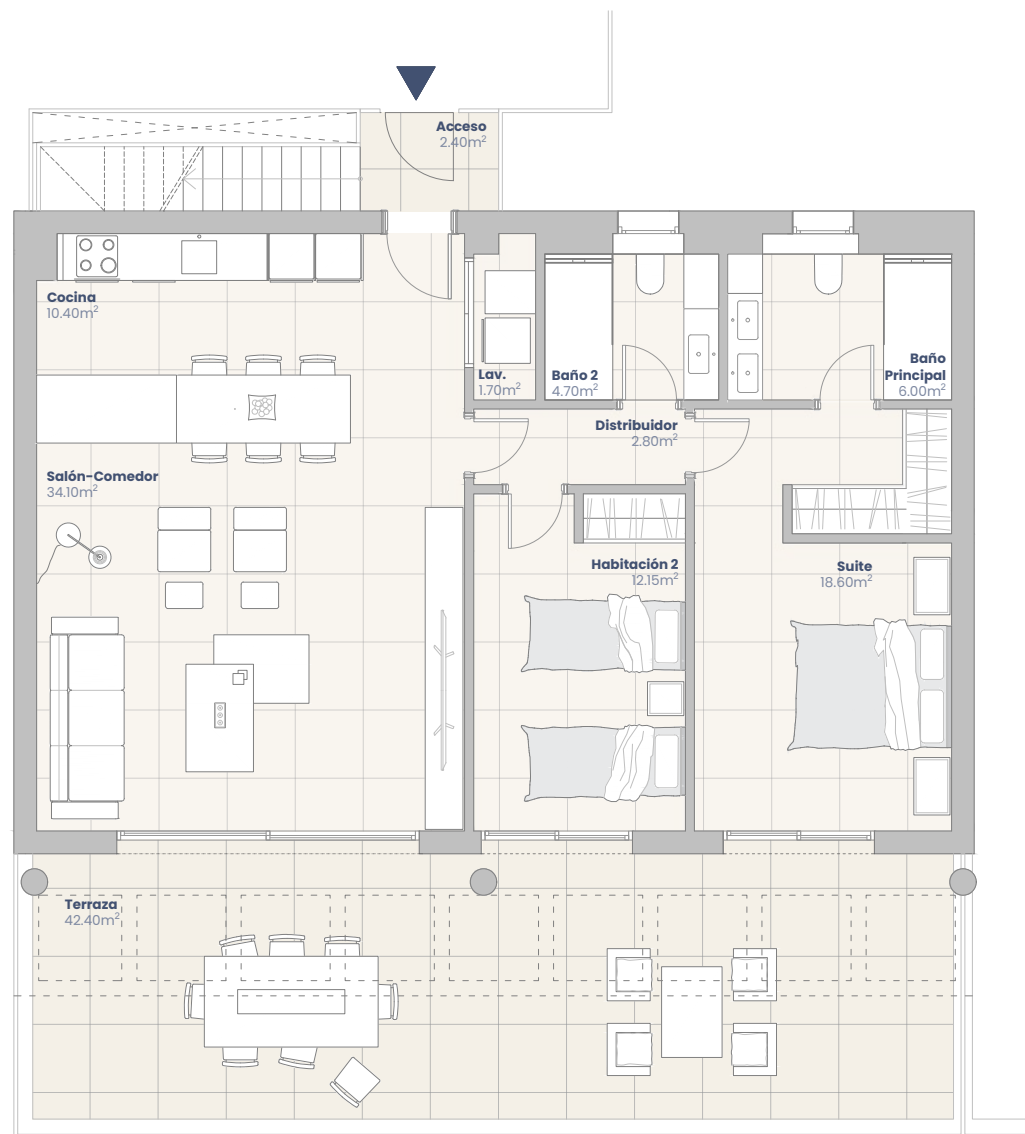 Acceso
2.40m²
Cocina
10.40m²
Lav.
1.70m²
Baño 2
4.70m²
Baño
Principal
6.00m²
Distribuidor
2.80m²
Salón-Comedor
34.10m²
Habitación 2
12.15m²
Suite
18.60m²
Terraza
42.40m²